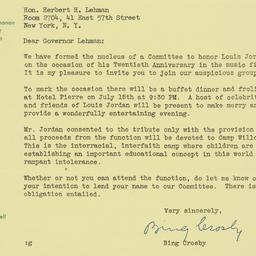 Hon. Herbert H. Lehman
Room 2704, 41 East 57th Street
New York, N. Y.
Dear Governor Lehman:
We have formed the nucleus of a Committee to honor Louis Jor
on the occasion of his Twentieth Anniversary in the music fi
It is my pleasure to invite you to join our auspicious group
To mark the occasion there will be a buffet dinner and frol
at Hotel Pierre on July 18th at 9:30 PM. A host of celebrit
and friends of Louis Jordan will be present to make merry an
provide a wonderfully entertaining evening.
Mr. Jordan consented to the tribute only with the provision
all proceeds from the function will be devoted to Camp Willo
This is the interracial, interfaith camp where children are
establishing an important educational concept in this world
rampant intolerance.
Whether or not you can attend the function, do let me know o
your intention to lend your name to our Committee. There is
obligation entailed.
Very sincerely,
Bing Crosby
Bing Crosby
lg